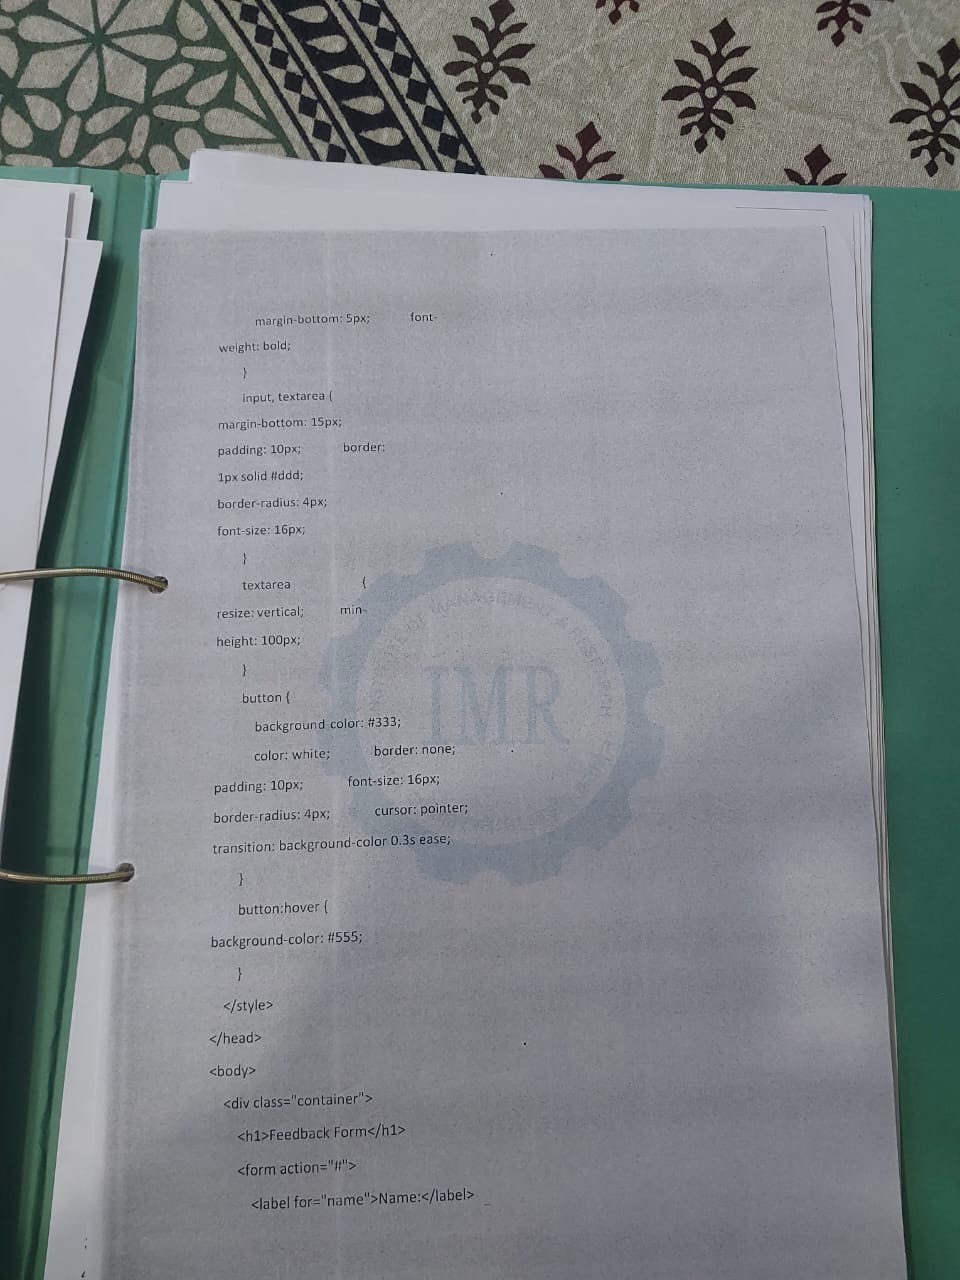 margin-bottom: 5px; font-
weight: bold;
}
input, textarea {
margin-bottom: 15px;
padding: 10px; border:
1px solid #ddd;
border-radius: 4px;
font-size: 16px;
}
textarea {
resize: vertical; min-
height: 100px;
}
button {
background-color: #333;
color: white; border: none;
padding: 10px; font-size: 16px;
border-radius: 4px; cursor: pointer;
transition: background-color 0.3s ease;
}
button:hover {
background-color: #555;
}
</style>
</head>
<body>
<div class="container">
<h1>Feedback Form</h1>
<form action="#">
<label for="name">Name:</label>
IMR